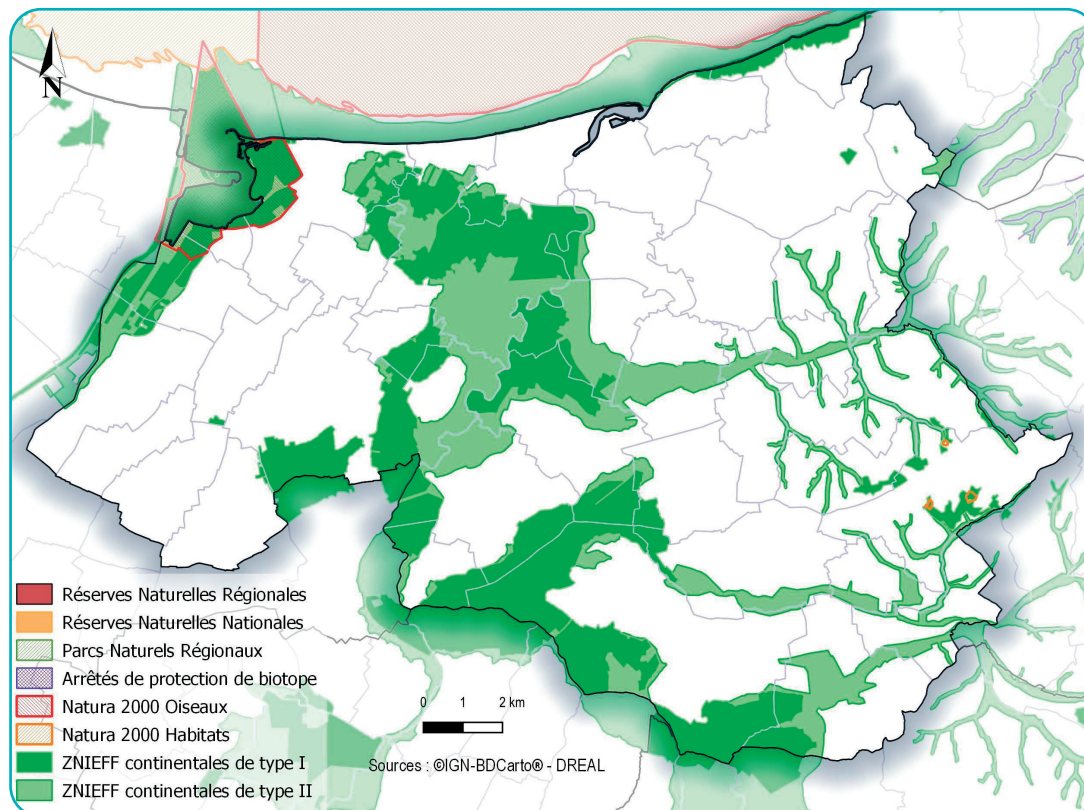 N
Réserves Naturelles Régionales
Réserves Naturelles Nationales
Parcs Naturels Régionaux
Arrêtés de protection de biotope
Natura 2000 Oiseaux
Natura 2000 Habitats
ZNIEFF continentales de type I
ZNIEFF continentales de type II
0 1 2 km
Sources : ©IGN-BDCarto® - DREAL